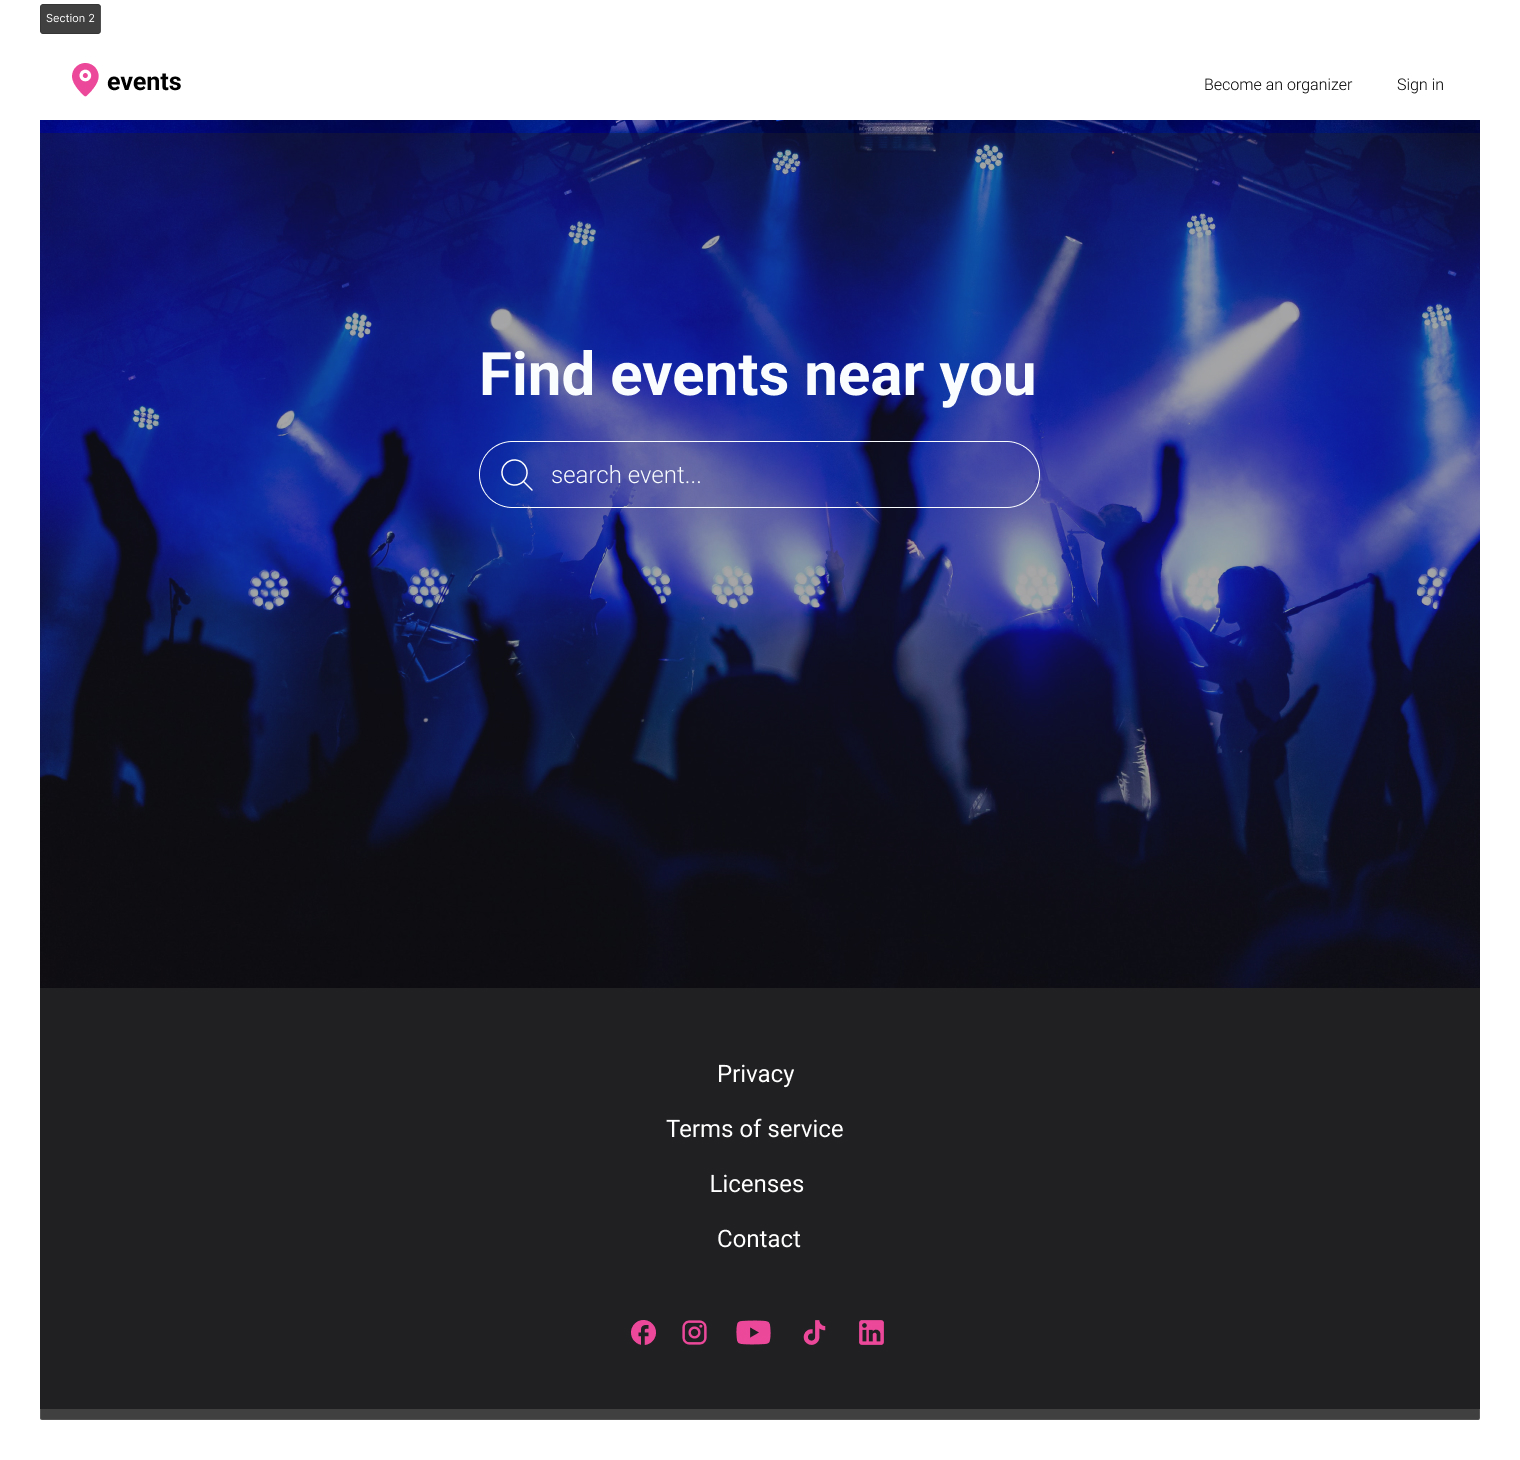 Section 2
events
Become an organizer
Sign in
Find events near you
search event...
Privacy
Terms of service
Licenses
Contact